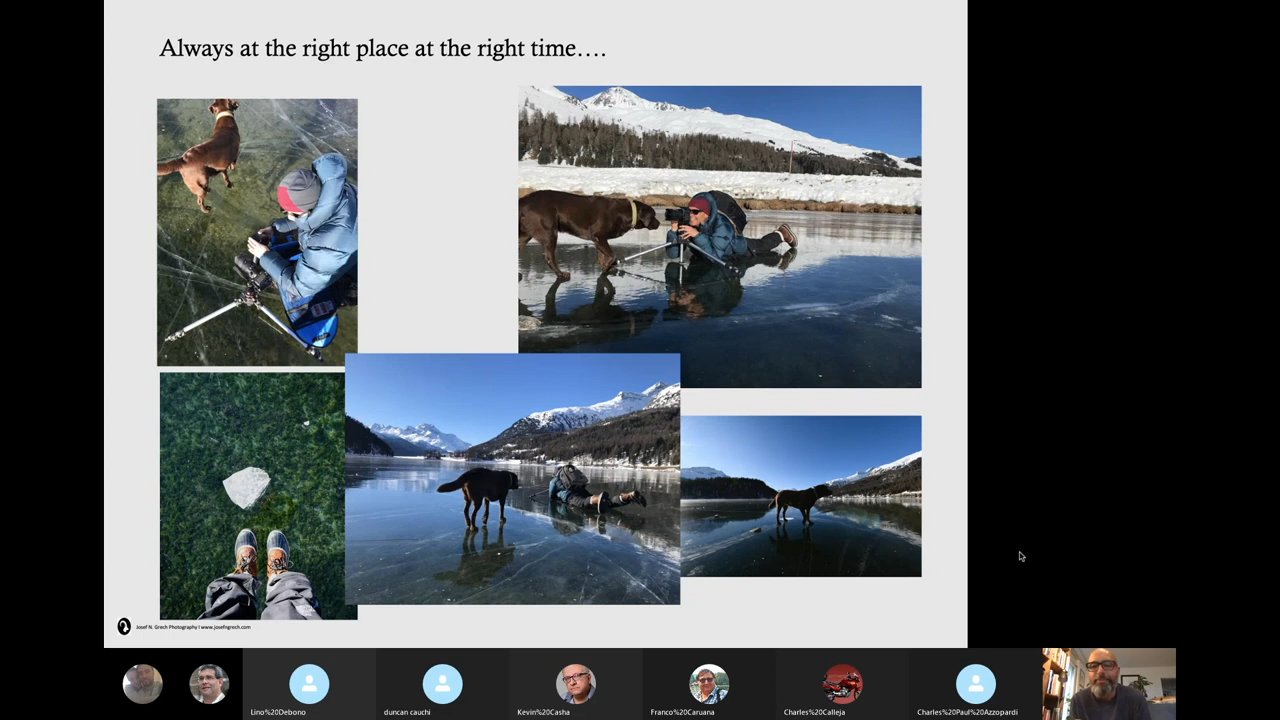 Always at the right place at the right time....
Josef N. Grech Photography I www.josefngrech.com
Lino%20Debono
duncan cauchi
Kevin%20Casha
Franco%20Caruana
Charles%20Calleja
Charles%20Paul%20Azzopardi